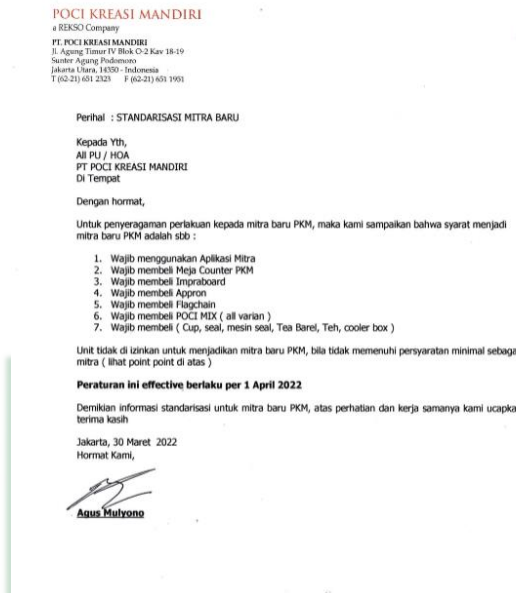 POCI KREASI MANDIRI
a REKSO Company
PT. POCI KREASI MANDIRI
Jl. Agung Timur IV Blok O-2 Kav 18-19
Sunter Agung Podomoro
Jakarta Utara, 14350 - Indonesia
T (62-21) 651 2323 F (62-21) 651 1951
Perihal : STANDARISASI MITRA BARU
Kepada Yth,
All PU / HOA
PT POCI KREASI MANDIRI
Di Tempat
Dengan hormat,
Untuk penyeragaman perlakuan kepada mitra baru PKM, maka kami sampaikan bahwa syarat menjadi
mitra baru PKM adalah sbb :
1. Wajib menggunakan Aplikasi Mitra
2. Wajib membeli Meja Counter PKM
3. Wajib membeli Impraboard
4. Wajib membeli Appron
5. Wajib membeli Flagchain
6. Wajib membeli POCI MIX ( all varian )
7. Wajib membeli ( Cup, seal, mesin seal, Tea Barel, Teh, cooler box )
Unit tidak di izinkan untuk menjadikan mitra baru PKM, bila tidak memenuhi persyaratan minimal sebaga
mitra ( lihat point point di atas )
Peraturan ini effective berlaku per 1 April 2022
Demikian informasi standarisasi untuk mitra baru PKM, atas perhatian dan kerja samanya kami ucapka
terima kasih
Jakarta, 30 Maret 2022
Hormat Kami,
Agus Mulyono